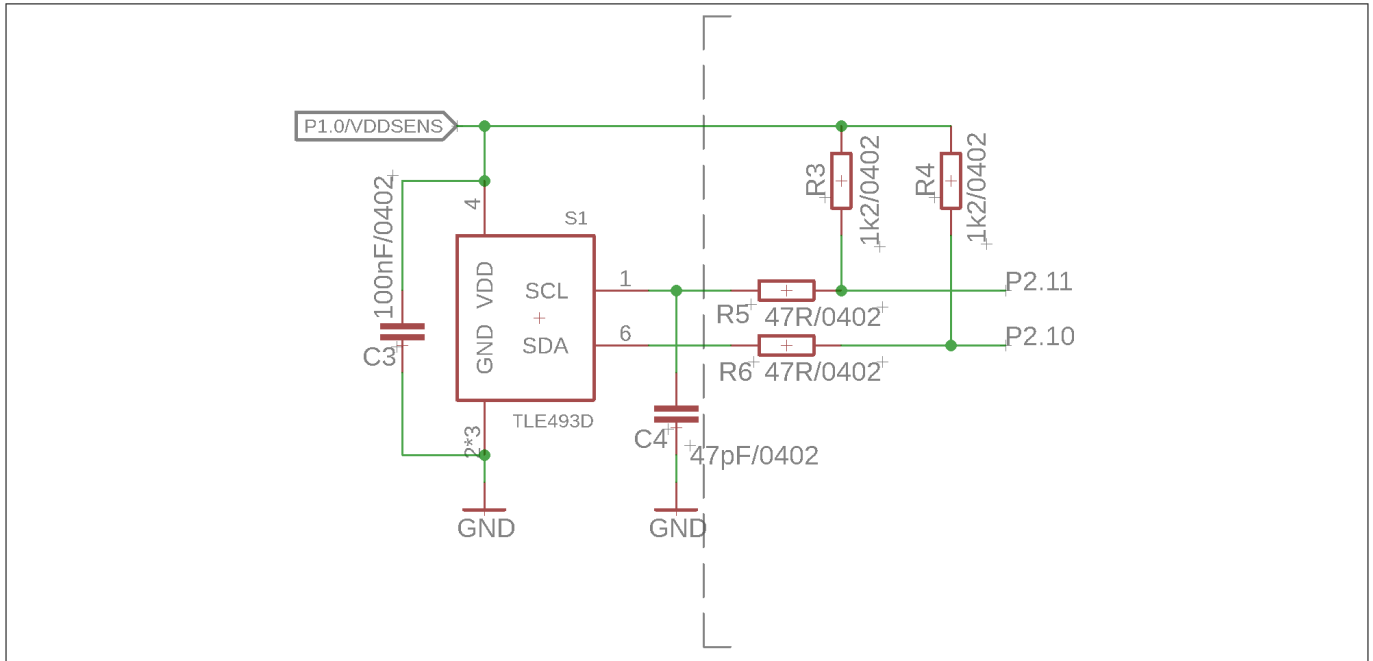 P1.0/VDDSENS
100nF/0402
C3
4
S1
VDD
GND
SCL
SDA
1
6
2*3
TLE493D
GND
C4
47pF/0402
GND
R3
1k2/0402
R4
1k2/0402
R5
47R/0402
R6
47R/0402
P2.11
P2.10